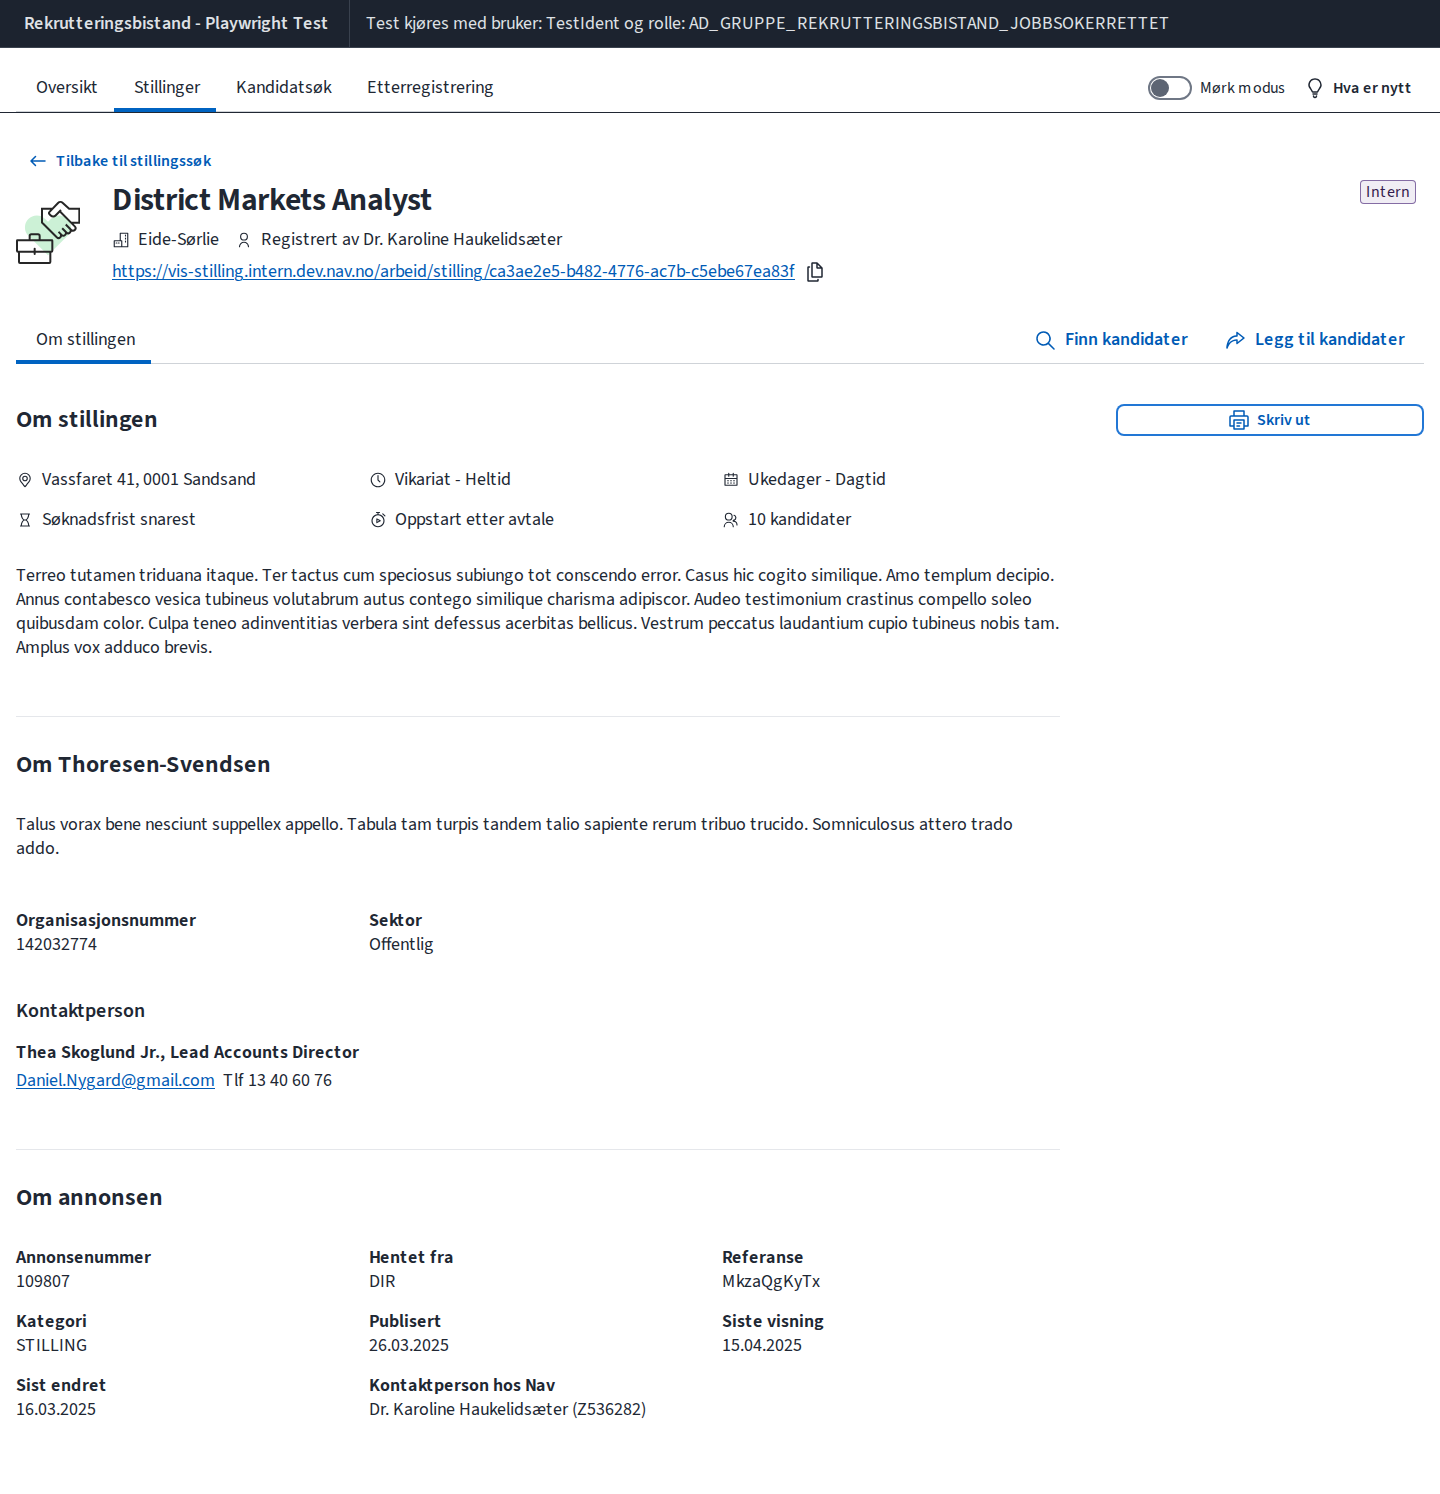 Rekrutteringsbistand - Playwright Test
Test kjøres med bruker: TestIdent og rolle: AD_GRUPPE_REKRUTTERINGSBISTAND_JOBBSOKERRETTET
Oversikt
Stillinger
Kandidatsøk
Etterregistrering
Mørk modus
Hva er nytt
Tilbake til stillingssøk
District Markets Analyst
Intern
Eide-Sørlie
Registrert av Dr. Karoline Haukelidsæter
https://vis-stilling.intern.dev.nav.no/arbeid/stilling/ca3ae2e5-b482-4776-ac7b-c5ebe67ea83f
Om stillingen
Finn kandidater
Legg til kandidater
Om stillingen
Skriv ut
Vassfaret 41, 0001 Sandsand
Vikariat - Heltid
Ukedager - Dagtid
Søknadsfrist snarest
Oppstart etter avtale
10 kandidater
Terreo tutamen triduana itaque. Ter tactus cum speciosus subiungo tot conscendo error. Casus hic cogito similique. Amo templum decipio.
Annus contabesco vesica tubineus volutabrum autus contego similique charisma adipiscor. Audeo testimonium crastinus compello soleo
quibusdam color. Culpa teneo adinventitias verbera sint defessus acerbitas bellicus. Vestrum peccatus laudantium cupio tubineus nobis tam.
Amplus vox adduco brevis.
Om Thoresen-Svendsen
Talus vorax bene nesciunt suppellex appello. Tabula tam turpis tandem talio sapiente rerum tribuo trucido. Somniculosus attero trado
addo.
Organisasjonsnummer
142032774
Sektor
Offentlig
Kontaktperson
Thea Skoglund Jr., Lead Accounts Director
Daniel.Nygard@gmail.com Tlf 13 40 60 76
Om annonsen
Annonsenummer
109807
Hentet fra
DIR
Referanse
MkzaQgKyTx
Kategori
STILLING
Publisert
26.03.2025
Siste visning
15.04.2025
Sist endret
16.03.2025
Kontaktperson hos Nav
Dr. Karoline Haukelidsæter (Z536282)